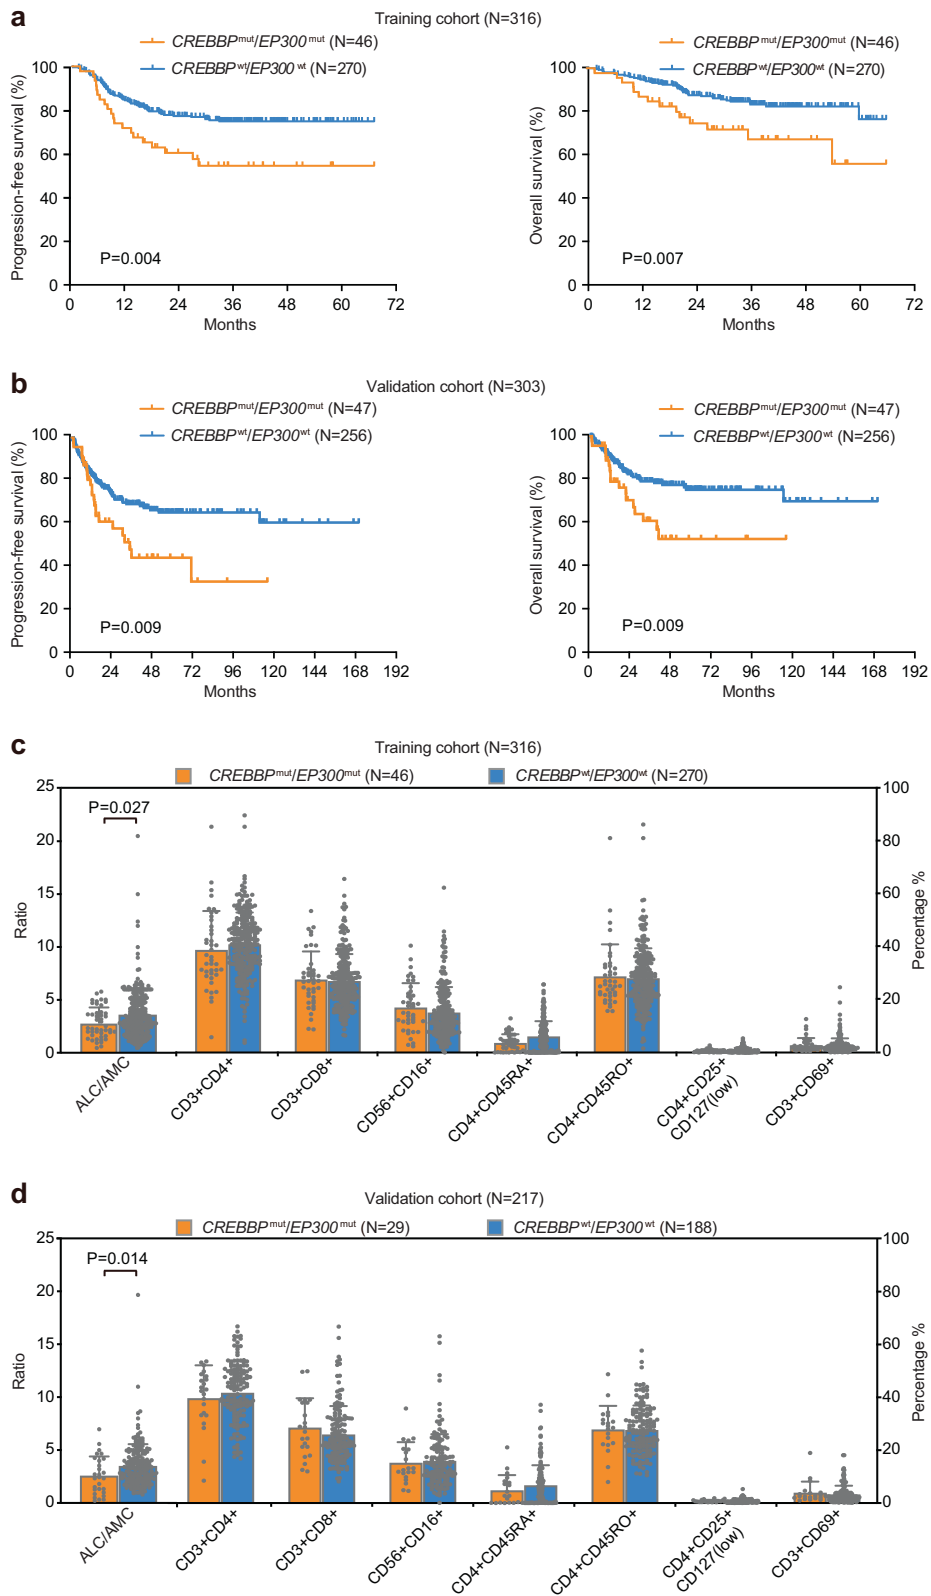 a
Training cohort (N=316)
CREBBPmut/EP300mut (N=46)
CREBBPwt/EP300wt (N=270)
100
80
60
40
20
0
Progression-free survival (%)
P=0.004
0 12 24 36 48 60 72
Months
CREBBPmut/EP300mut (N=46)
CREBBPwt/EP300wt (N=270)
100
80
60
40
20
0
Overall survival (%)
P=0.007
0 12 24 36 48 60 72
Months
b
Validation cohort (N=303)
CREBBPmut/EP300mut (N=47)
CREBBPwt/EP300wt (N=256)
100
80
60
40
20
0
Progression-free survival (%)
P=0.009
0 24 48 72 96 120 144 168 192
Months
CREBBPmut/EP300mut (N=47)
CREBBPwt/EP300wt (N=256)
100
80
60
40
20
0
Overall survival (%)
P=0.009
0 24 48 72 96 120 144 168 192
Months
c
Training cohort (N=316)
CREBBPmut/EP300mut (N=46) CREBBPwt/EP300wt (N=270)
25
20
15
10
5
0
Ratio
P=0.027
100
80
60
40
20
0
Percentage %
ALC/AMC
CD3+CD4+
CD3+CD8+
CD56+CD16+
CD4+CD45RA+
CD4+CD45RO+
CD4+CD25+
CD127(low)
CD3+CD69+
d
Validation cohort (N=217)
CREBBPmut/EP300mut (N=29) CREBBPwt/EP300wt (N=188)
25
20
15
10
5
0
Ratio
P=0.014
100
80
60
40
20
0
Percentage %
ALC/AMC
CD3+CD4+
CD3+CD8+
CD56+CD16+
CD4+CD45RA+
CD4+CD45RO+
CD4+CD25+
CD127(low)
CD3+CD69+